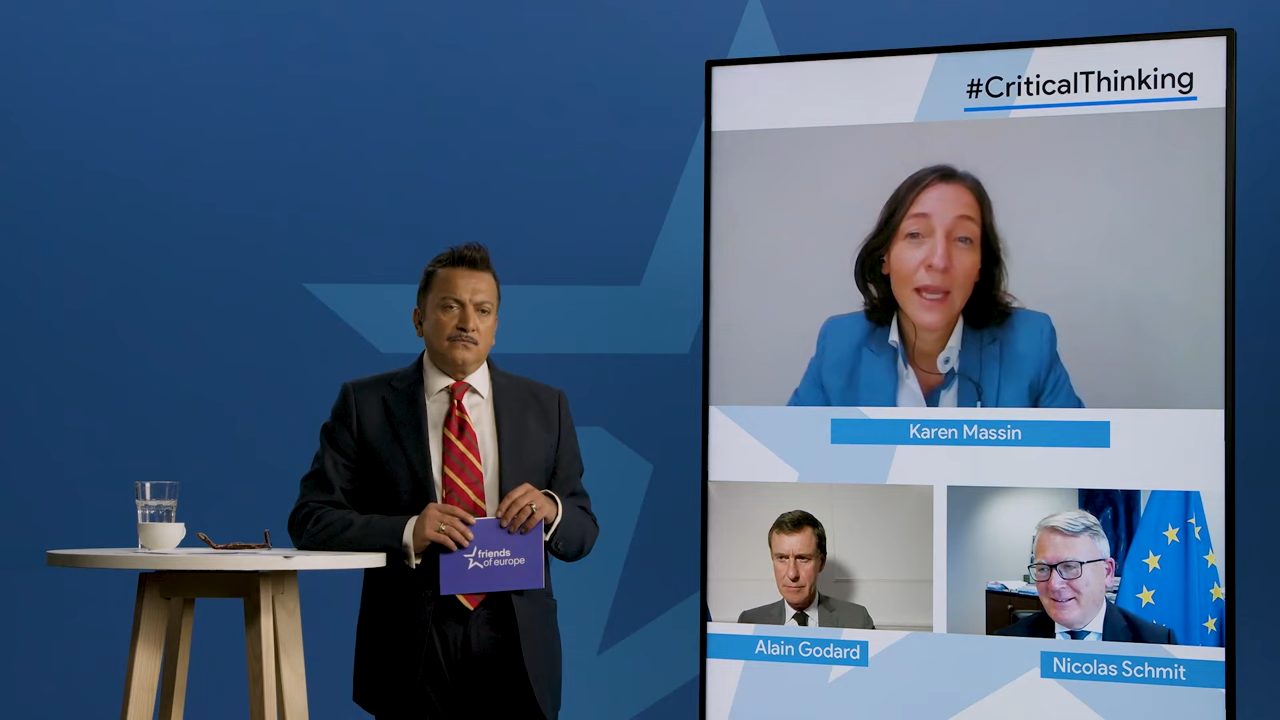 #CriticalThinking
Karen Massin
friends
of europe
Alain Godard
Nicolas Schmit